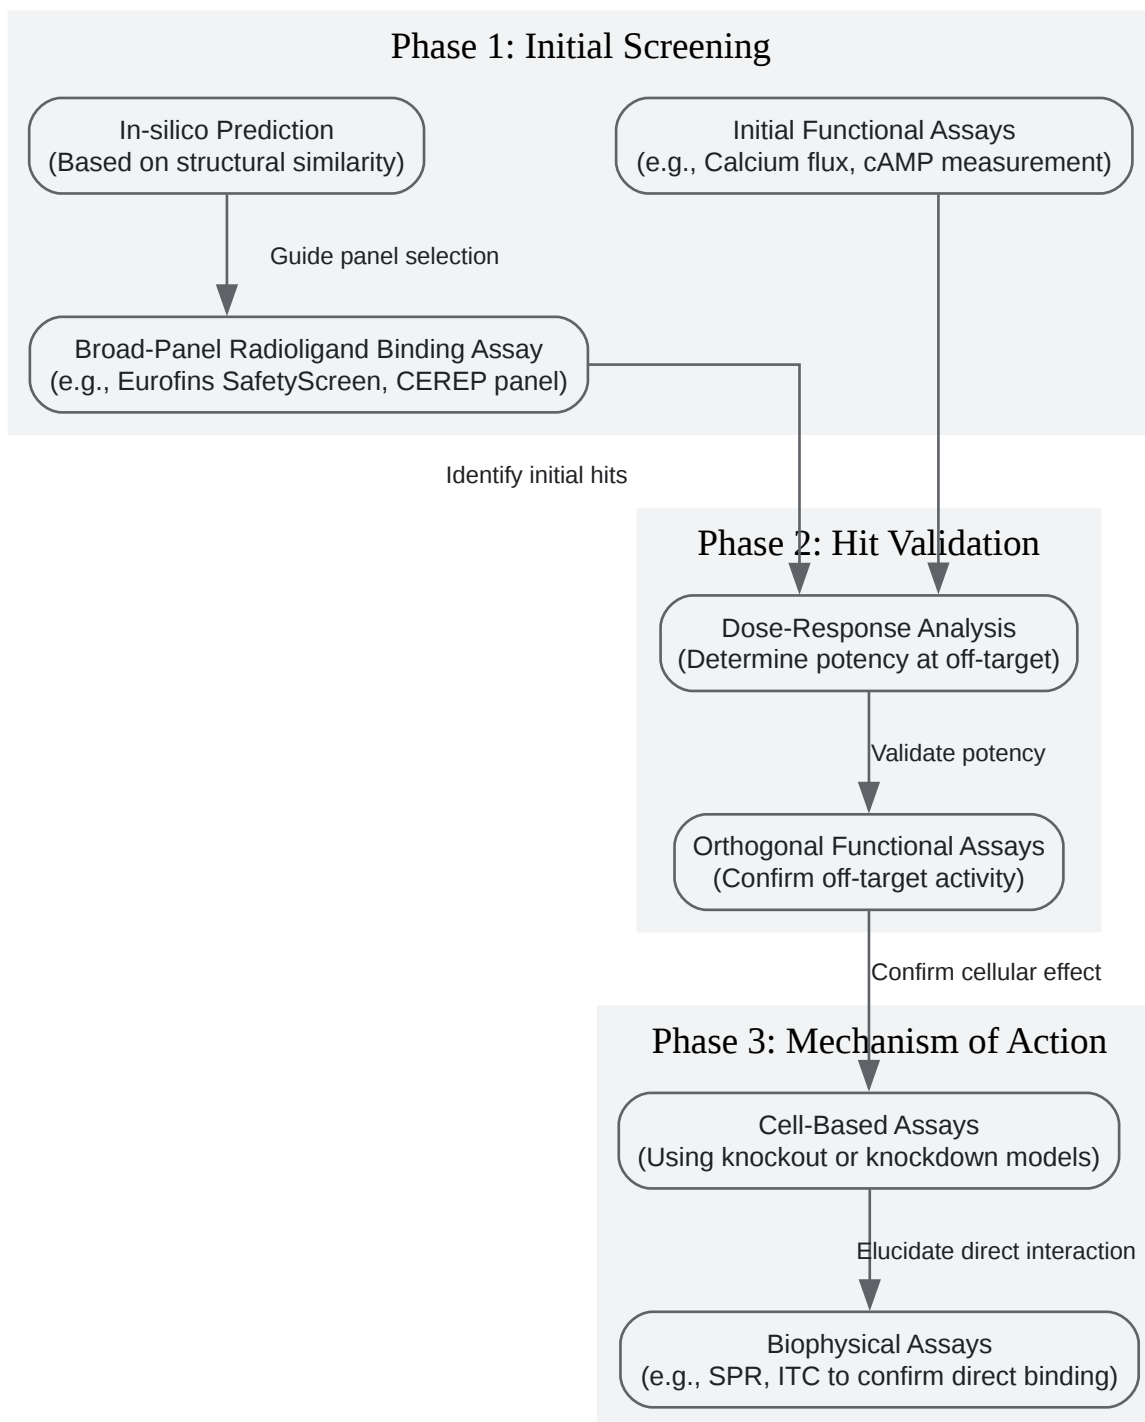 Phase 1: Initial Screening
In-silico Prediction
(Based on structural similarity)
Initial Functional Assays
(e.g., Calcium flux, cAMP measurement)
Guide panel selection
Broad-Panel Radioligand Binding Assay
(e.g., Eurofins SafetyScreen, CEREP panel)
Identify initial hits
Phase 2: Hit Validation
Dose-Response Analysis
(Determine potency at off-target)
Validate potency
Orthogonal Functional Assays
(Confirm off-target activity)
Confirm cellular effect
Phase 3: Mechanism of Action
Cell-Based Assays
(Using knockout or knockdown models)
Elucidate direct interaction
Biophysical Assays
(e.g., SPR, ITC to confirm direct binding)